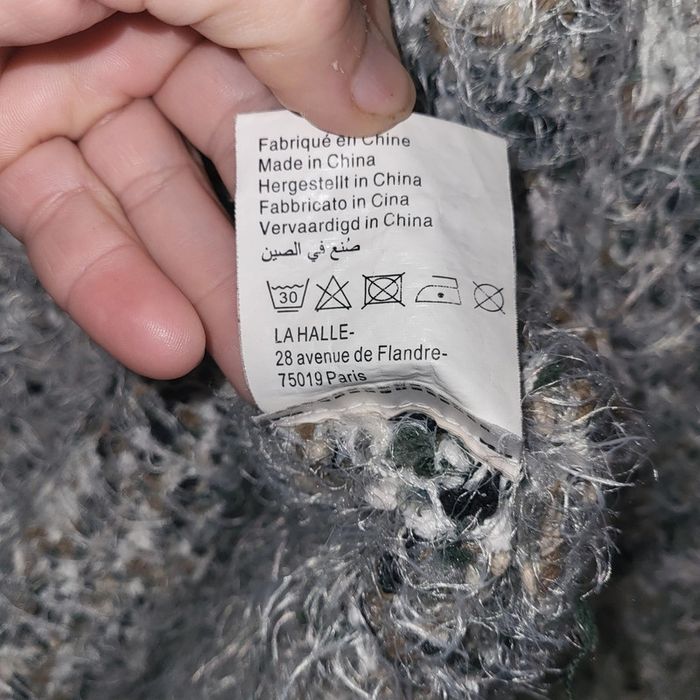 Fabriqué en Chine
Made in China
Hergestellt in China
Fabbricato in Cina
Vervaardigd in China
صُنع في الصين
30
LA HALLE-
28 avenue de Flandre-
75019 Paris